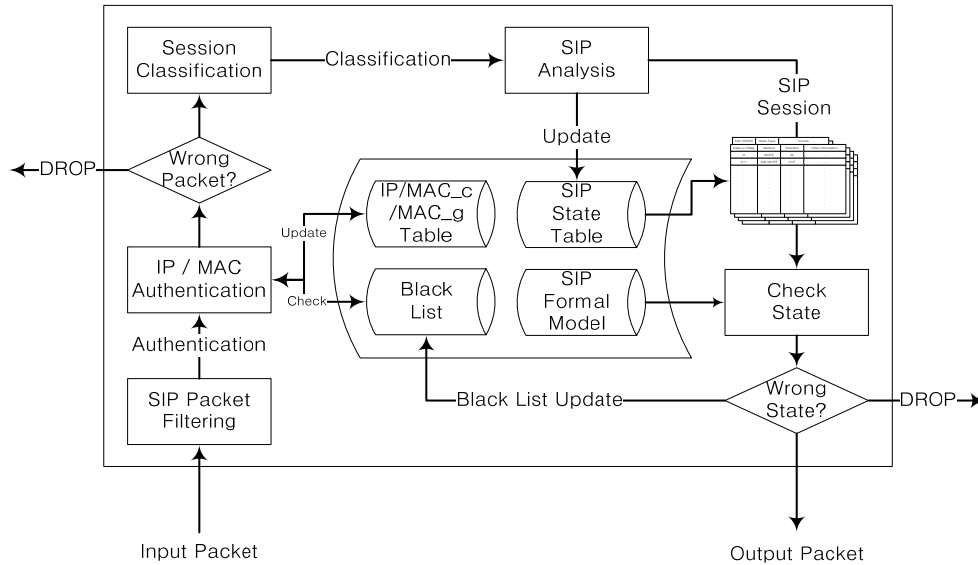 Session
Classification
Classification
SIP
Analysis
SIP
Session
Update
DROP
Wrong
Packet?
IP/MAC_c
/MAC_g
Table
SIP
State
Table
Update
IP / MAC
Authentication
Check
Black
List
SIP
Formal
Model
Check
State
Authentication
SIP Packet
Filtering
Black List Update
Wrong
State?
DROP
Input Packet
Output Packet